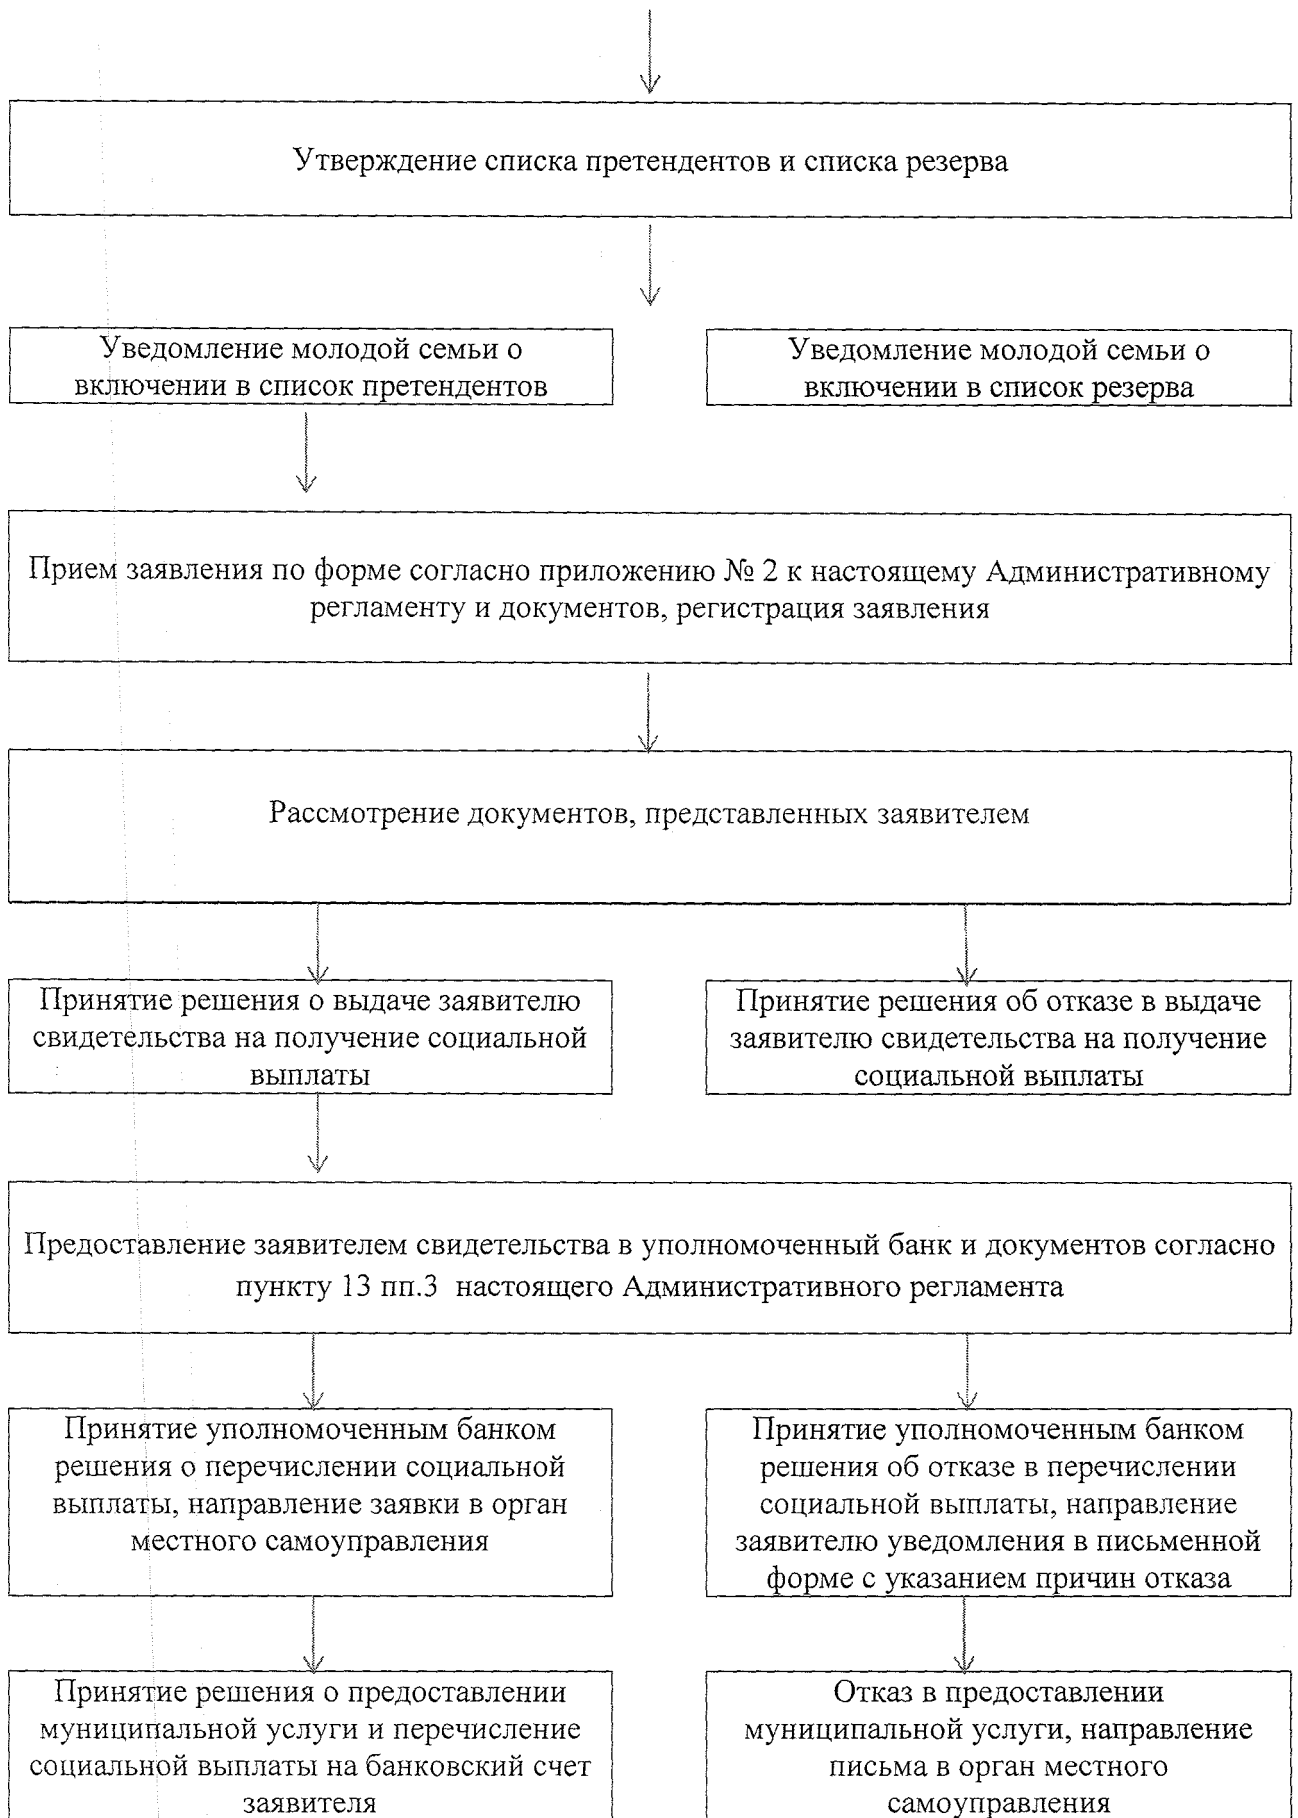 Утверждение списка претендентов и списка резерва
Уведомление молодой семьи о
включении в список претендентов
Уведомление молодой семьи о
включении в список резерва
Прием заявления по форме согласно приложению № 2 к настоящему Административному
регламенту и документов, регистрация заявления
Рассмотрение документов, представленных заявителем
Принятие решения о выдаче заявителю
свидетельства на получение социальной
выплаты
Принятие решения об отказе в выдаче
заявителю свидетельства на получение
социальной выплаты
Предоставление заявителем свидетельства в уполномоченный банк и документов согласно
пункту 13 пп.3 настоящего Административного регламента
Принятие уполномоченным банком
решения о перечислении социальной
выплаты, направление заявки в орган
местного самоуправления
Принятие уполномоченным банком
решения об отказе в перечислении
социальной выплаты, направление
заявителю уведомления в письменной
форме с указанием причин отказа
Принятие решения о предоставлении
муниципальной услуги и перечисление
социальной выплаты на банковский счет
заявителя
Отказ в предоставлении
муниципальной услуги, направление
письма в орган местного
самоуправления